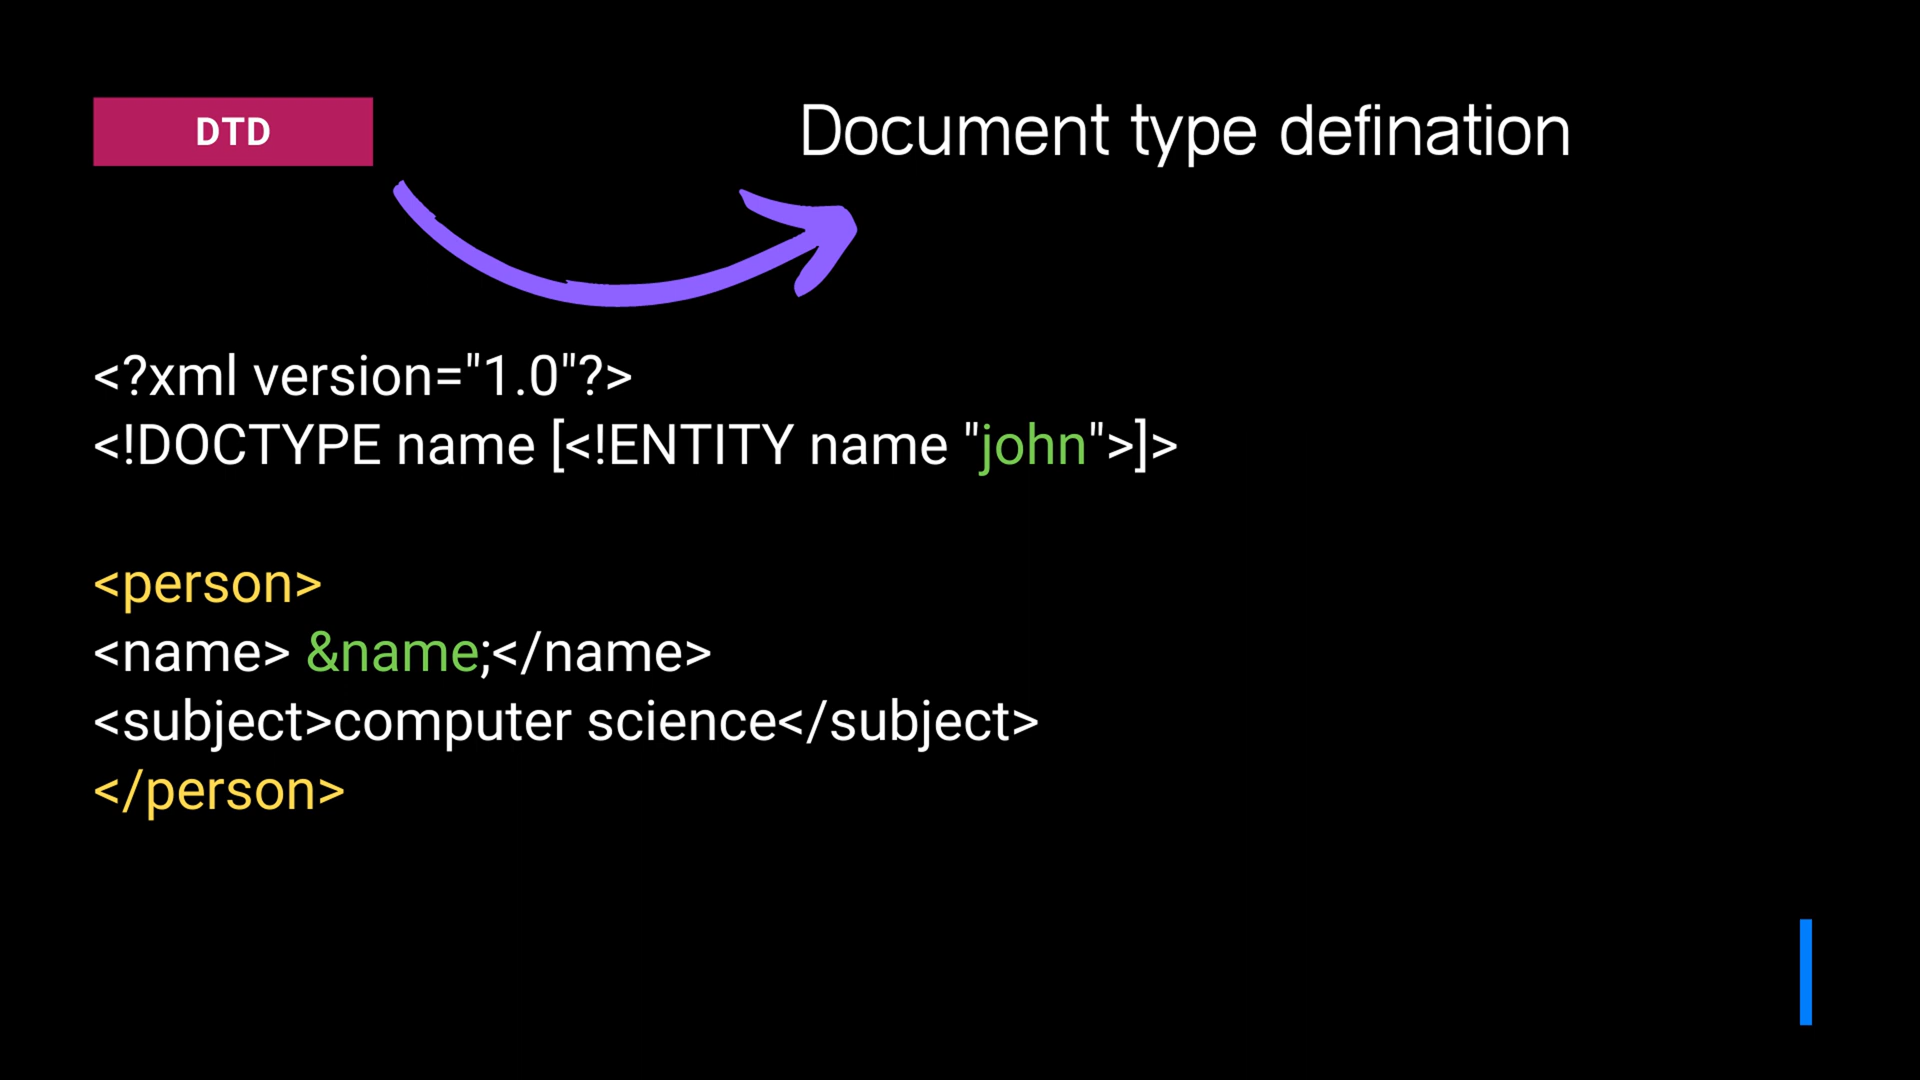 DTD
Document type defination
<?xml version="1.0"?>
<!DOCTYPE name [<!ENTITY name "john">]>
<person>
<name> &name;</name>
<subject>computer science</subject>
</person>